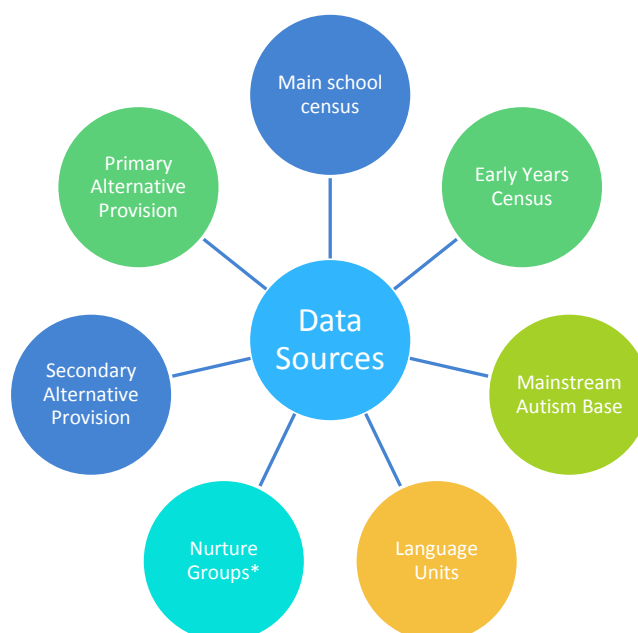 Main school
census
Early Years
Census
Mainstream
Autism Base
Language
Units
Nurture
Groups*
Secondary
Alternative
Provision
Primary
Alternative
Provision
Data
Sources